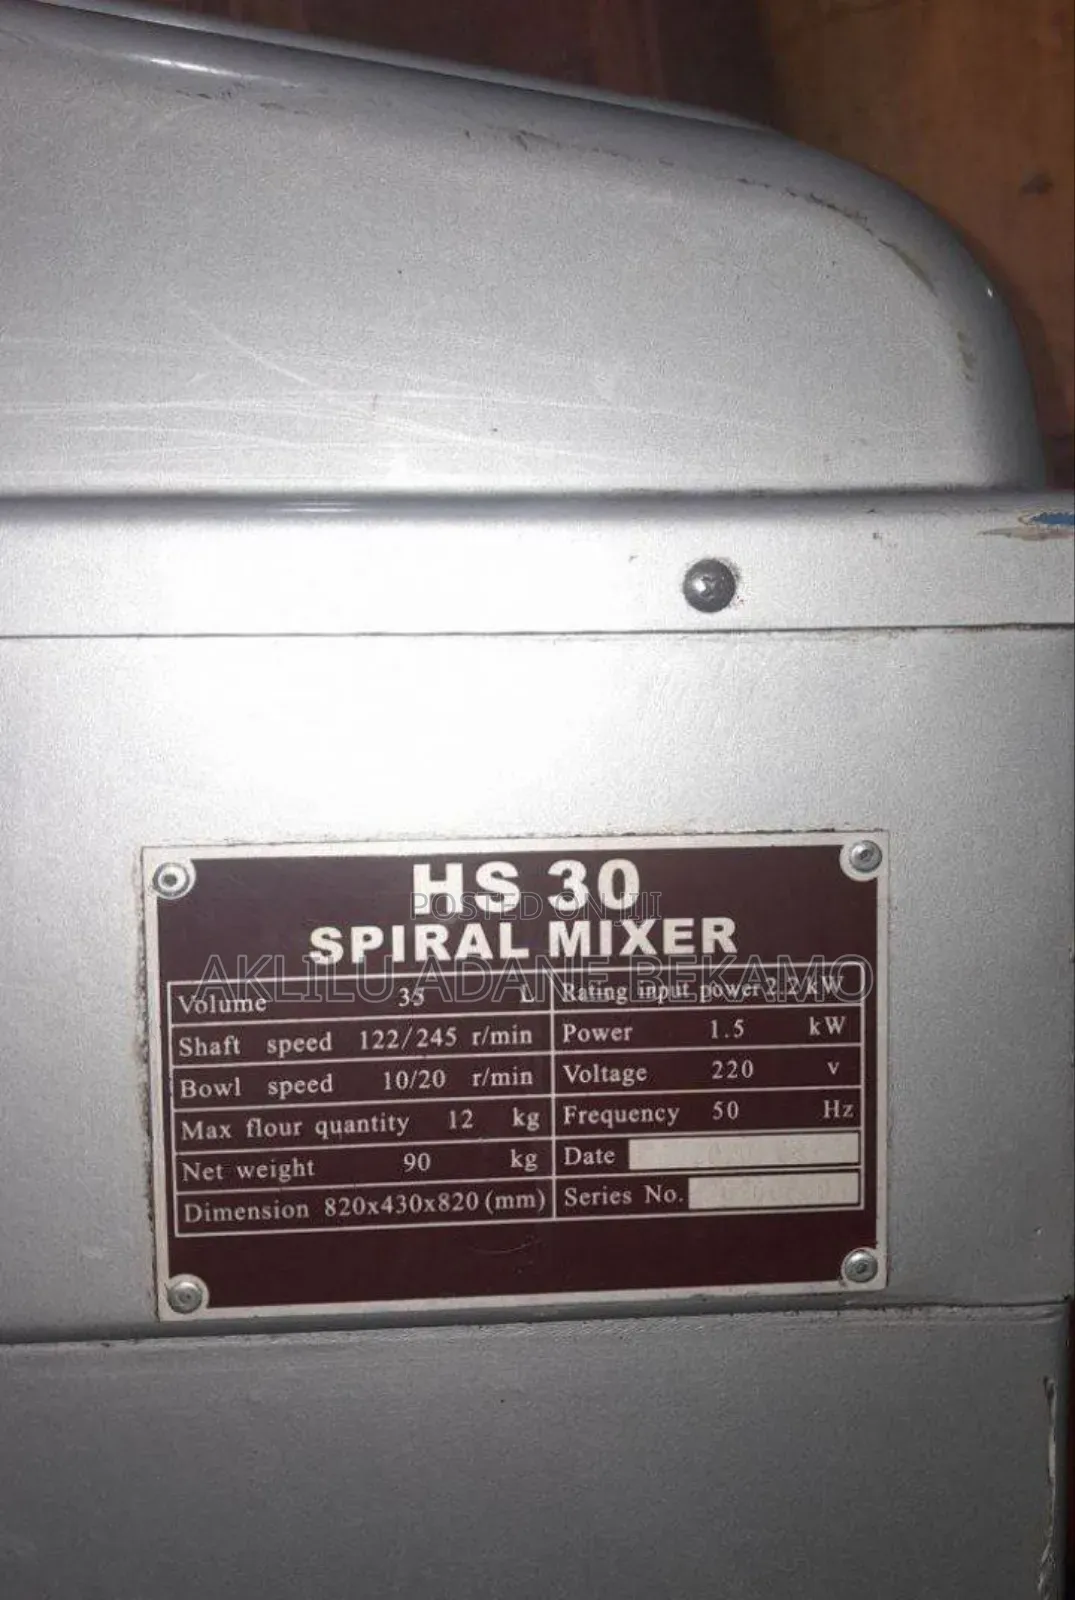 HS 30
POSTED ON JIJI
SPIRAL MIXER
AKLILU ADANE BEKAMO
Volume 35 L
Shaft speed 122/245 r/min
Bowl speed 10/20 r/min
Max flour quantity 12 kg
Net weight 90 kg
Dimension 820x430x820 (mm)
Rating input power 2.2 kW
Power 1.5 kW
Voltage 220 v
Frequency 50 Hz
Date
Series No.